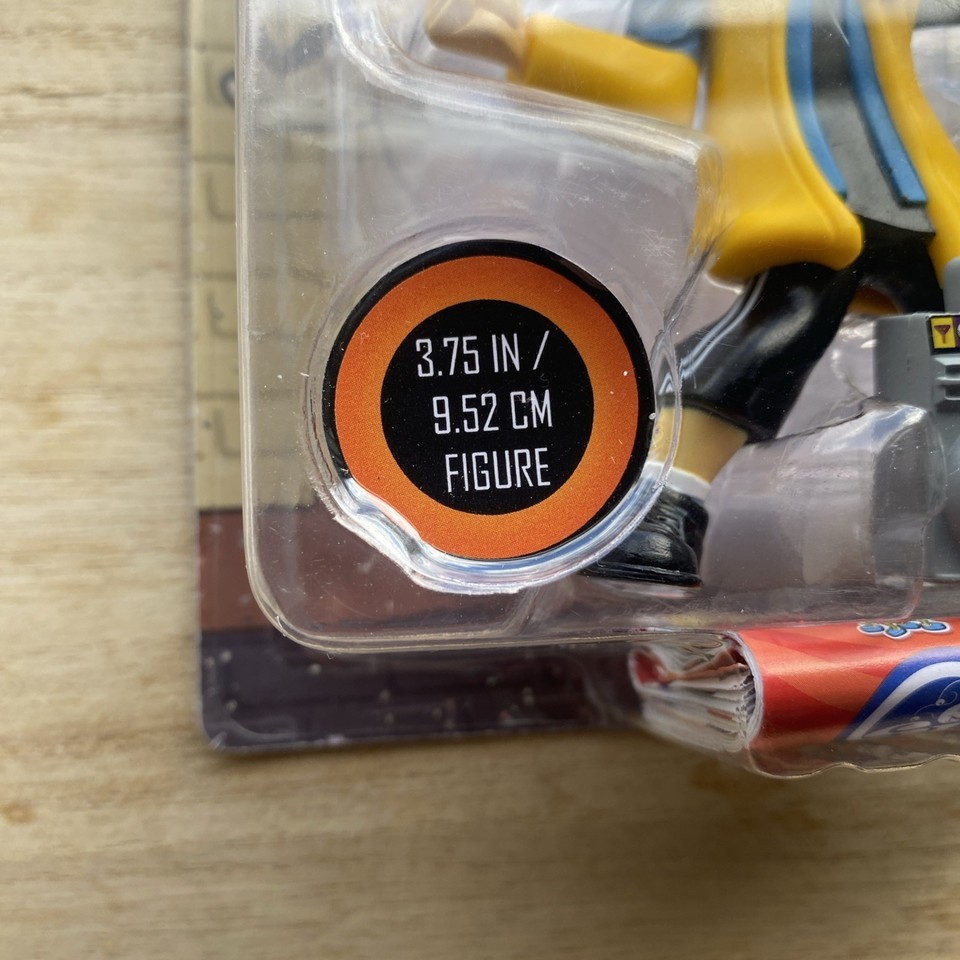 3.75 IN /
9.52 CM
FIGURE